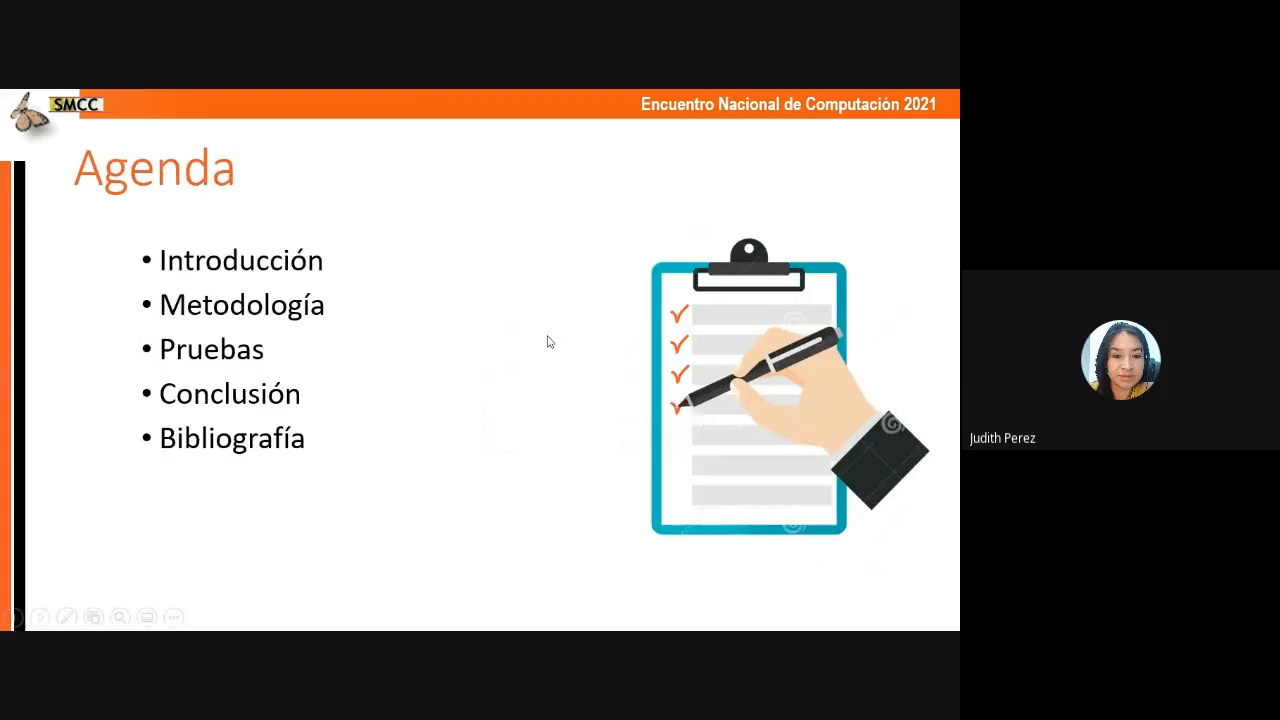 SMCC
Encuentro Nacional de Computación 2021
Agenda
• Introducción
• Metodología
• Pruebas
• Conclusión
• Bibliografía
Judith Perez